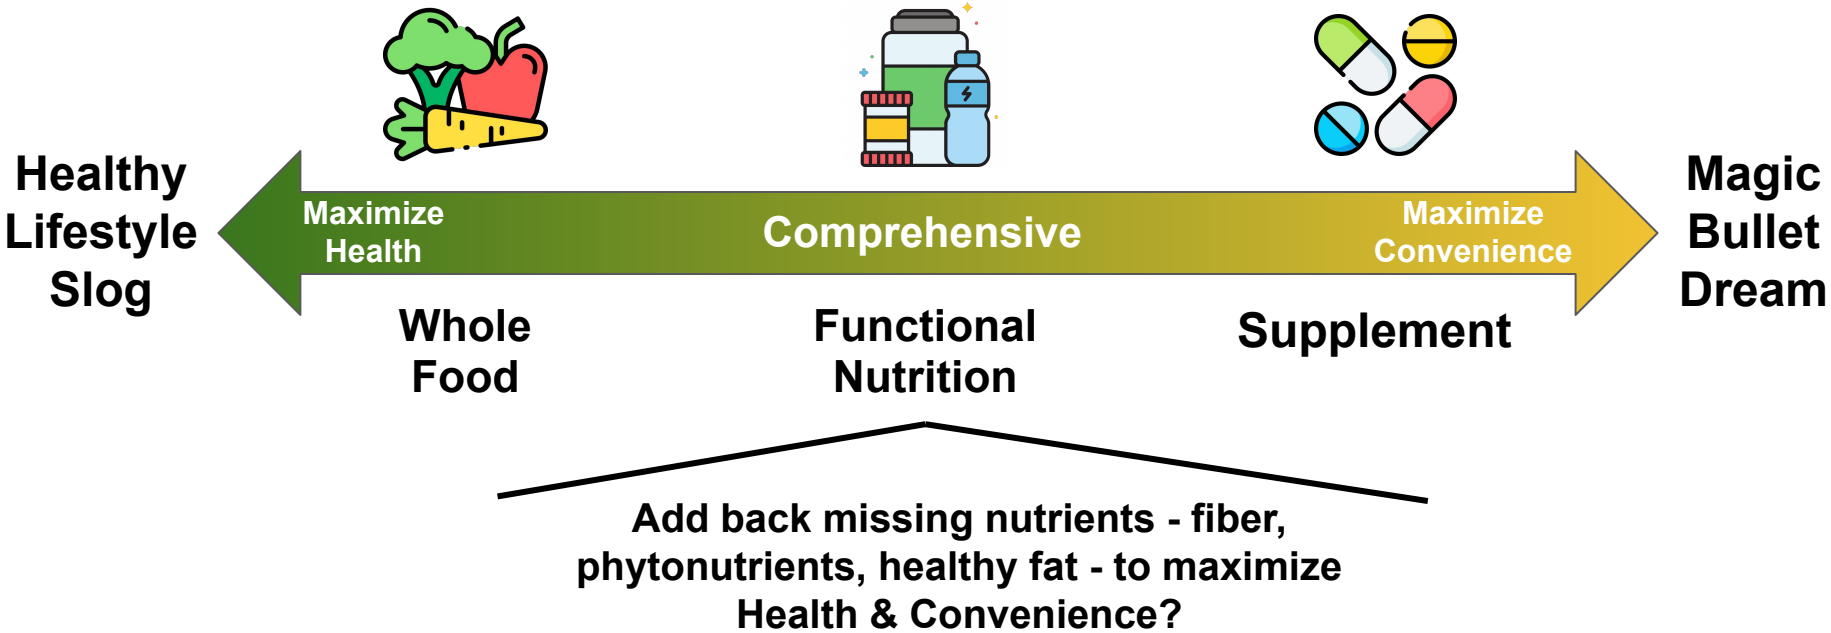 Healthy
Lifestyle
Slog
Maximize
Health
Comprehensive
Maximize
Convenience
Magic
Bullet
Dream
Whole
Food
Functional
Nutrition
Supplement
Add back missing nutrients - fiber,
phytonutrients, healthy fat - to maximize
Health & Convenience?